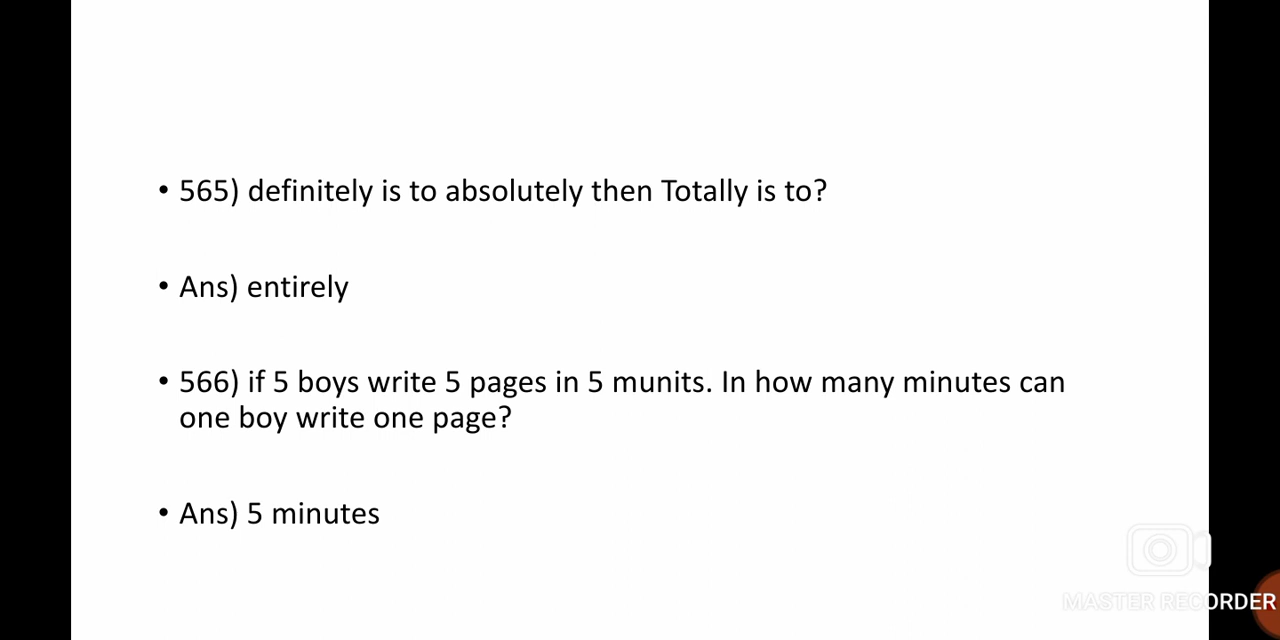 • 565) definitely is to absolutely then Totally is to?
• Ans) entirely
• 566) if 5 boys write 5 pages in 5 munits. In how many minutes can
one boy write one page?
• Ans) 5 minutes
MASTER RECORDER